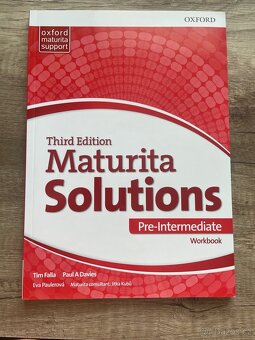 oxford
maturita
support
OXFORD
Third Edition
Maturita
Solutions
Pre-Intermediate
Workbook
Tim Falla Paul A Davies
Eva Paulerová Maturita consultant: Jitka Kubů